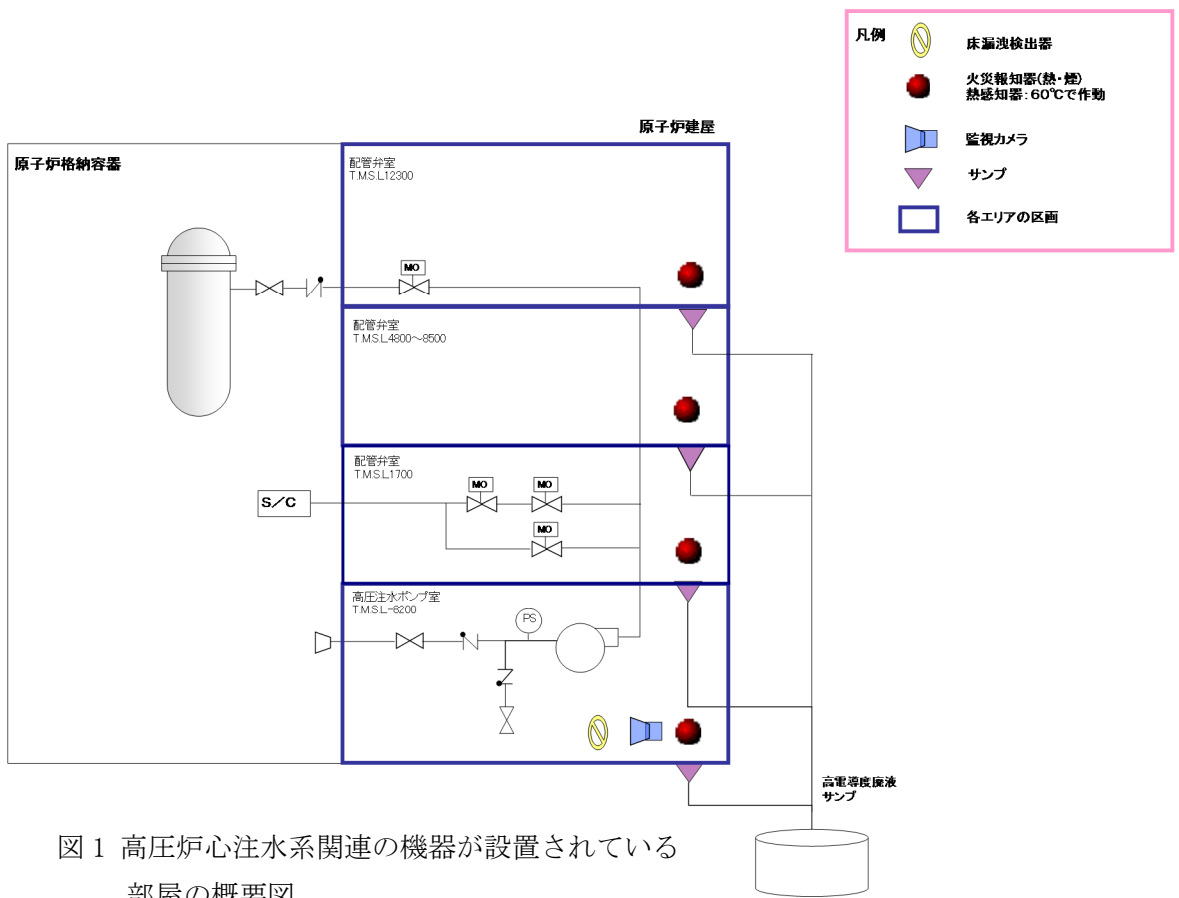 凡例
床漏洩検出器
火災報知器(熱・煙)
熱感知器:60℃で作動
監視カメラ
サンプ
各エリアの区画
原子炉建屋
原子炉格納容器
配管弁室
T.M.S.L12300
MO
配管弁室
T.M.S.L4800~8500
配管弁室
T.M.S.L1700
MO
MO
S/C
MO
高圧注水ポンプ室
T.M.S.L-6200
PS
高電導度廃液
サンプ
図1 高圧炉心注水系関連の機器が設置されている
部屋の概要図